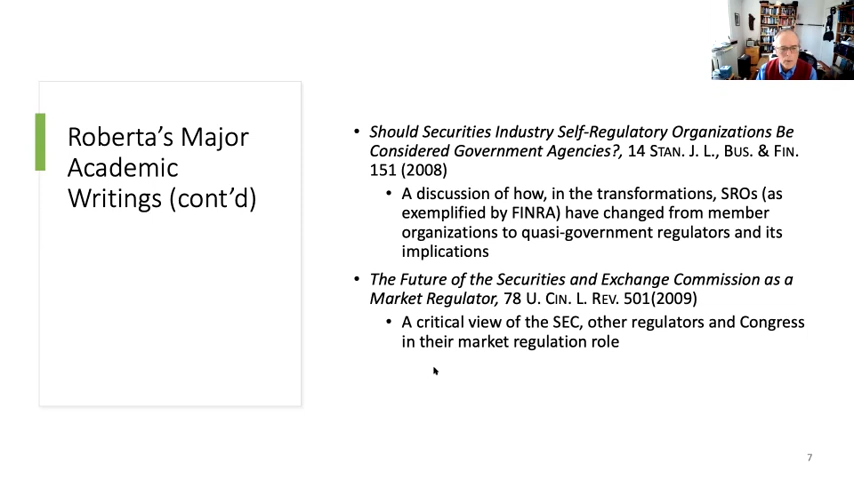 Roberta's Major
Academic
Writings (cont'd)
• Should Securities Industry Self-Regulatory Organizations Be
Considered Government Agencies?, 14 STAN. J. L., BUS. & FIN.
151 (2008)
• A discussion of how, in the transformations, SROs (as
exemplified by FINRA) have changed from member
organizations to quasi-government regulators and its
implications
• The Future of the Securities and Exchange Commission as a
Market Regulator, 78 U. CIN. L. REV. 501(2009)
• A critical view of the SEC, other regulators and Congress
in their market regulation role
7